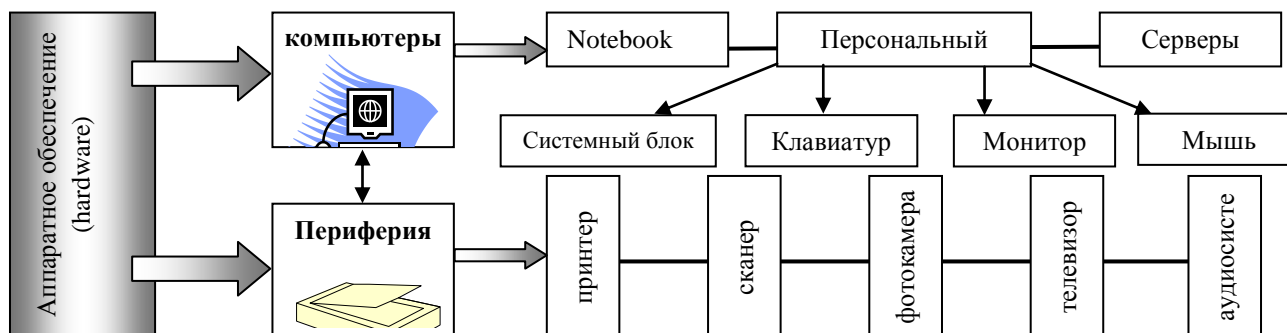 Аппаратное обеспечение
(hardware)
компьютеры
Notebook
Персональный
Серверы
Системный блок
Клавиатур
Монитор
Мышь
Периферия
принтер
сканер
фотокамера
телевизор
аудиосисте